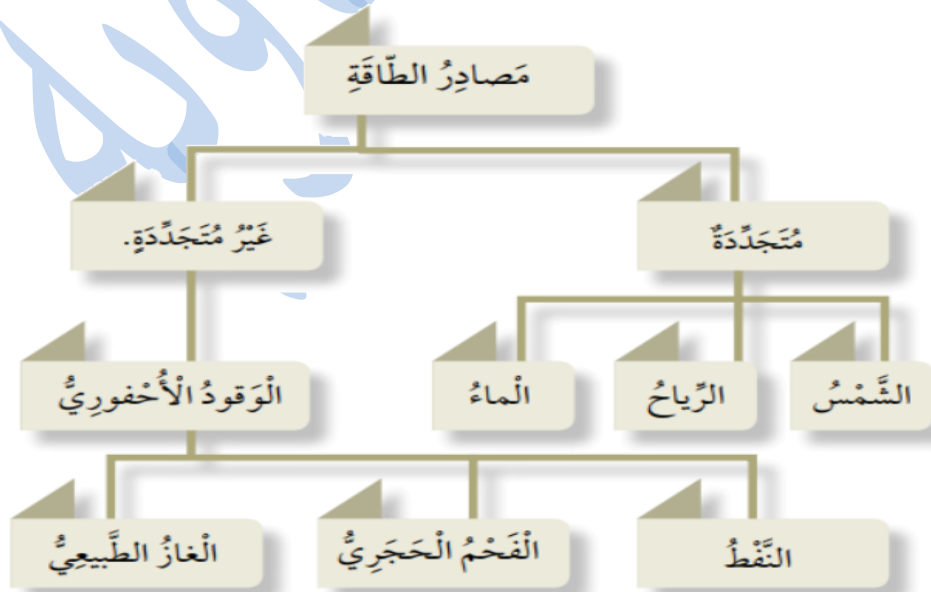 مَصادِرُ الطّاقَةِ
مُتَجَدِّدَةٌ
غَيْرُ مُتَجَدِّدَةٍ.
الشَّمْسُ
الرِّياحُ
الْماءُ
الْوَقودُ الْأُحْفورِيُّ
النَّفْطُ
الْفَحْمُ الْحَجَرِيُّ
الْغازُ الطَّبيعِيُّ